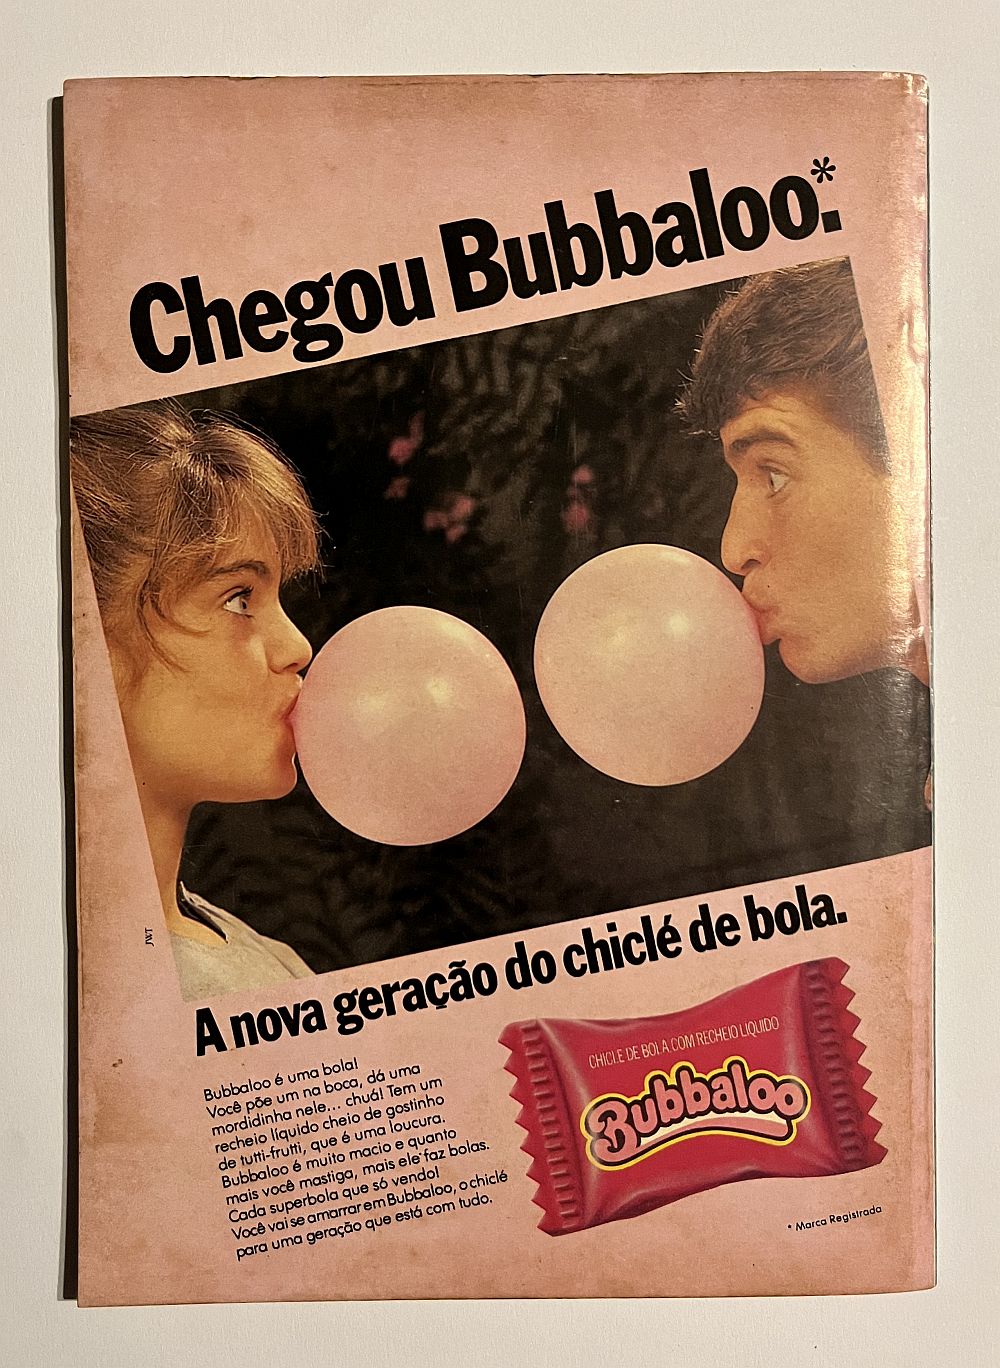 Chegou Bubbaloo.*
JWT
A nova geração do chiclé de bola.
Bubbaloo é uma bola!
Você põe um na boca, dá uma
mordidinha nele... chuá! Tem um
recheio líquido cheio de gostinho
de tutti-frutti, que é uma loucura.
Bubbaloo é muito macio e quanto
mais você mastiga, mais ele faz bolas.
Cada superbola que só vendo!
Você vai se amarrar em Bubbaloo, o chiclé
para uma geração que está com tudo.
CHICLE DE BOLA COM RECHEIO LIQUIDO
Bubbaloo
* Marca Registrada